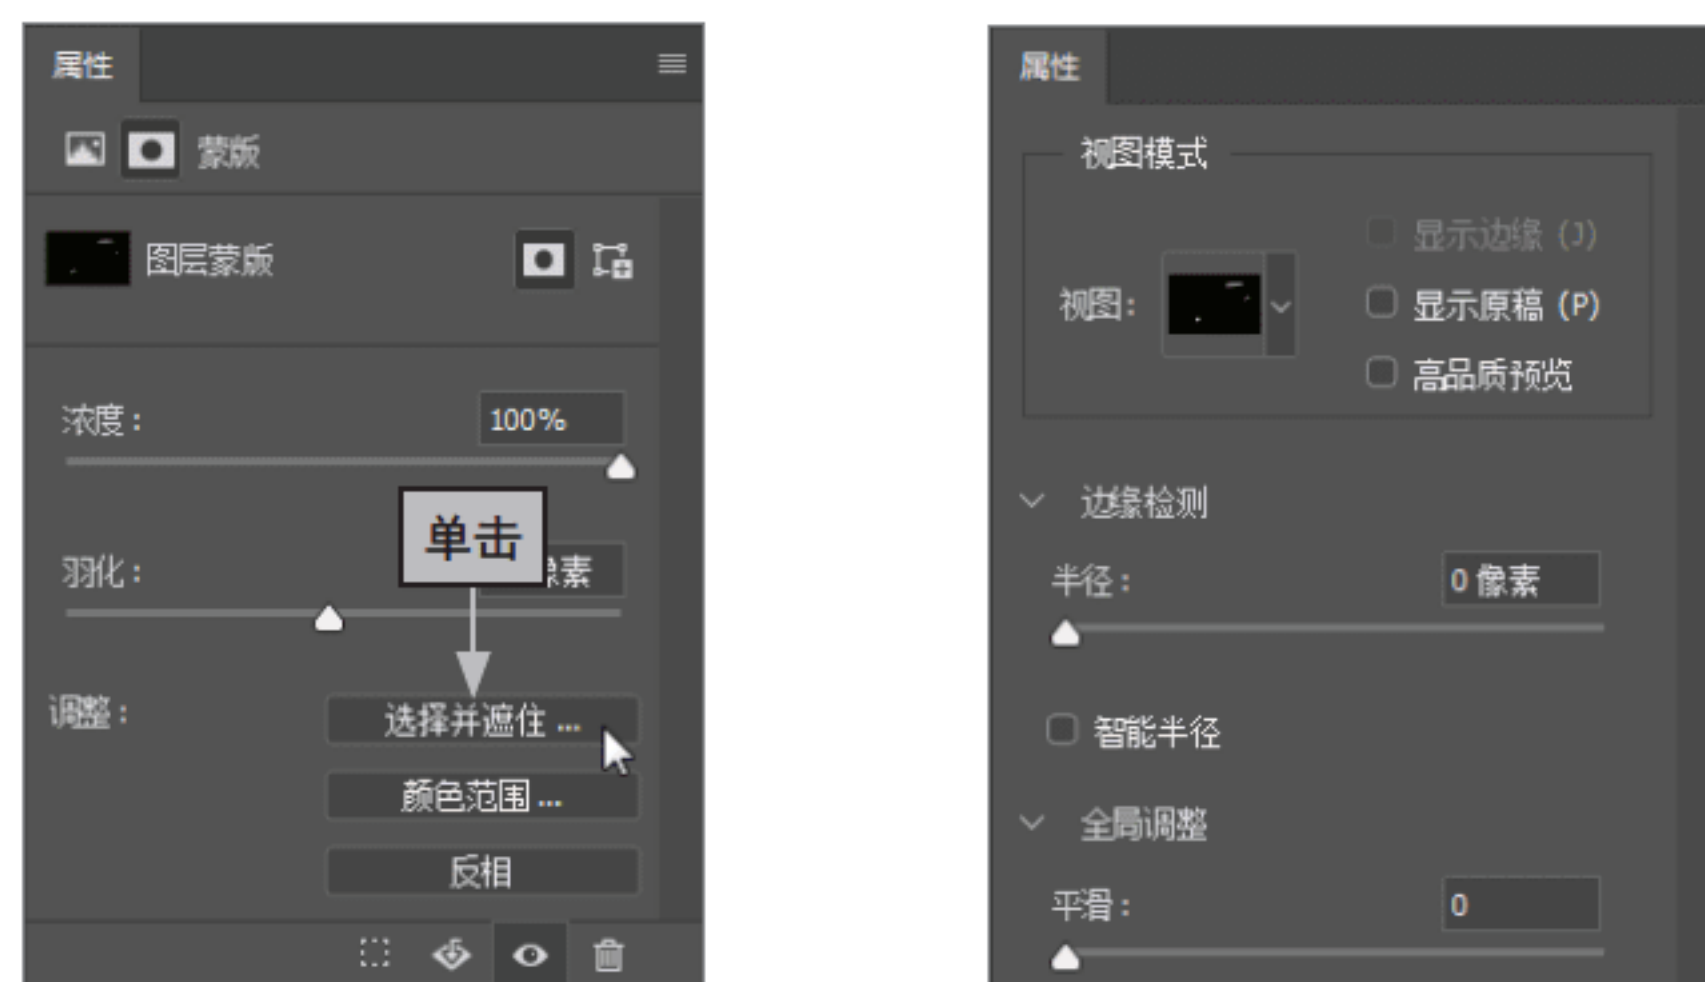 属性
蒙版
图层蒙版
浓度：
100%
单击
羽化：
素
调整：
选择并遮住 ...
颜色范围 ...
反相
属性
视图模式
显示边缘 (J)
视图：
显示原稿 (P)
高品质预览
边缘检测
半径：
0 像素
智能半径
全局调整
平滑：
0